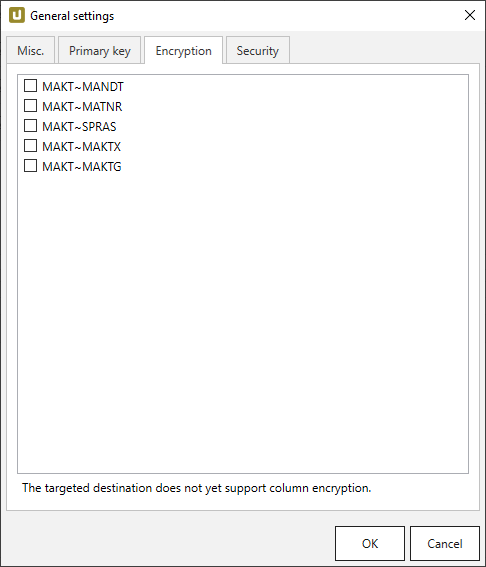 General settings
Misc. Primary key Encryption Security
MAKT~MANDT
MAKT~MATNR
MAKT~SPRAS
MAKT~MAKTX
MAKT~MAKTG
The targeted destination does not yet support column encryption.
OK Cancel